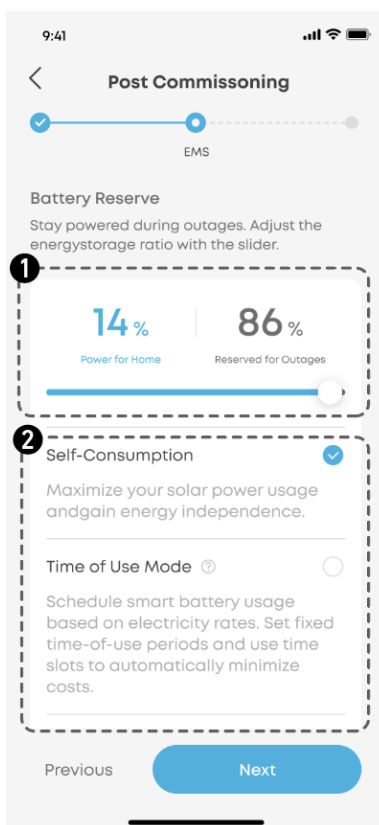 9:41
Post Commissoning
EMS
Battery Reserve
Stay powered during outages. Adjust the
energystorage ratio with the slider.
1
14 %
86 %
Power for Home
Reserved for Outages
2
Self-Consumption
Maximize your solar power usage
andgain energy independence.
Time of Use Mode ?
Schedule smart battery usage
based on electricity rates. Set fixed
time-of-use periods and use time
slots to automatically minimize
costs.
Previous
Next